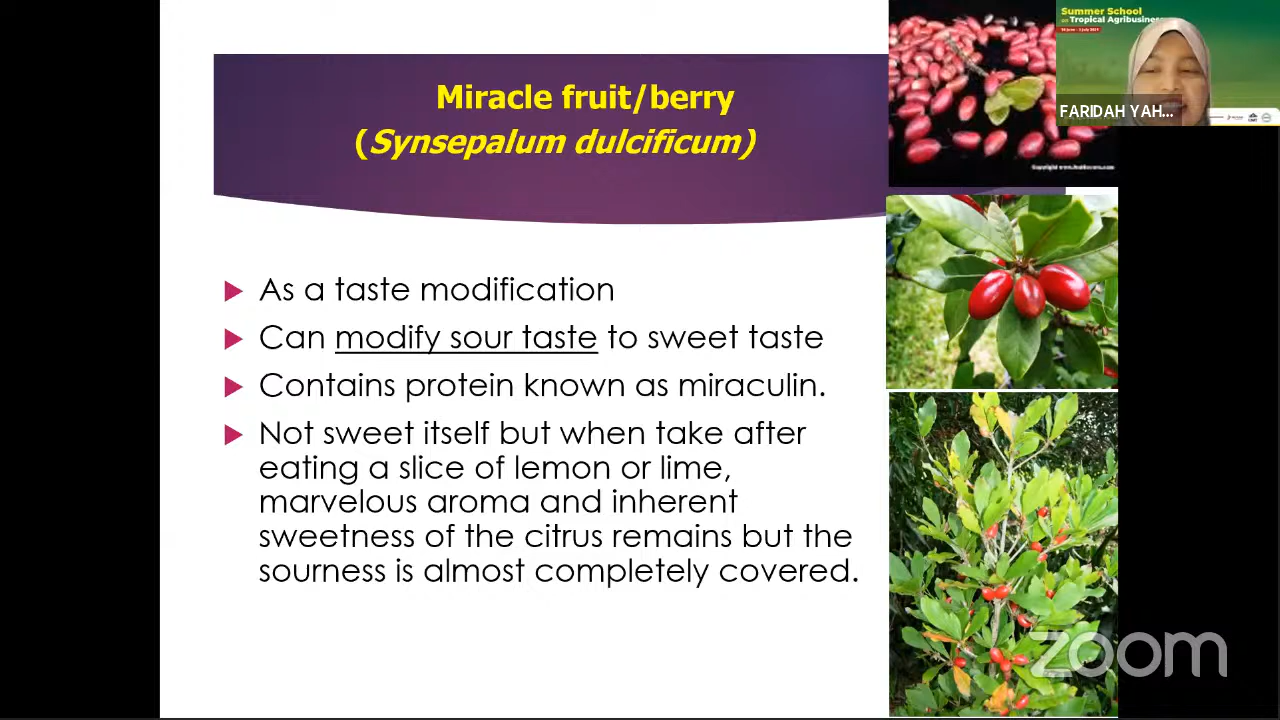 Miracle fruit/berry
(Synsepalum dulcificum)
As a taste modification
Can modify sour taste to sweet taste
Contains protein known as miraculin.
Not sweet itself but when take after
eating a slice of lemon or lime,
marvelous aroma and inherent
sweetness of the citrus remains but the
sourness is almost completely covered.
Summer School
on Tropical Agribusiness
FARIDAH YAH...
zoom